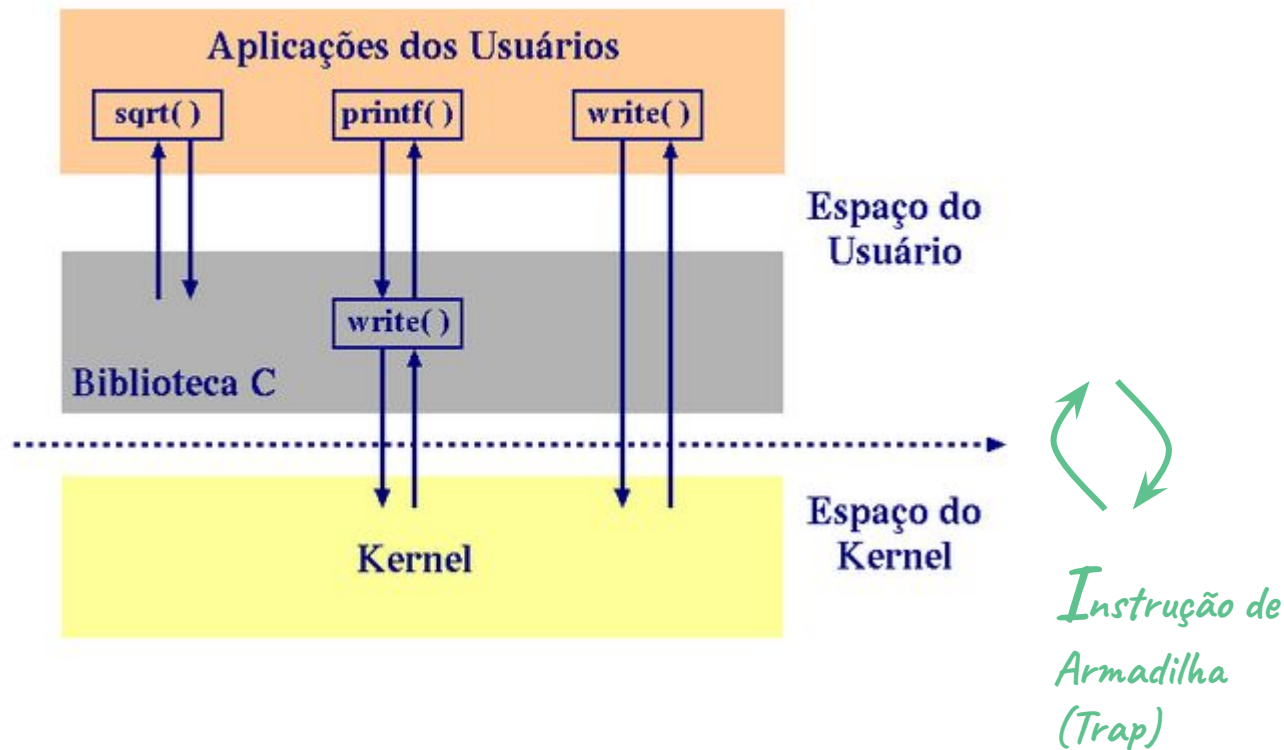 Aplicações dos Usuários
sqrt( )
printf( )
write( )
Espaço do
Usuário
write( )
Biblioteca C
Espaço do
Kernel
Kernel
Instrução de
Armadilha
(Trap)